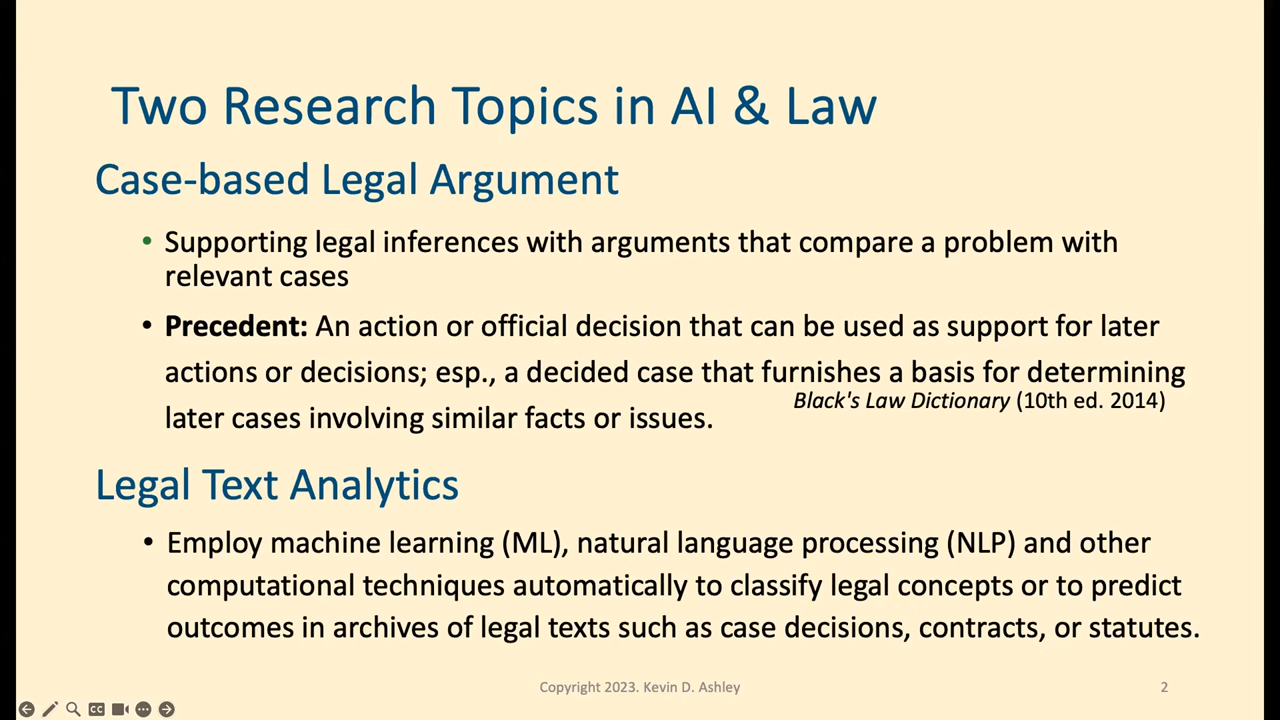 Two Research Topics in AI & Law
Case-based Legal Argument
• Supporting legal inferences with arguments that compare a problem with
relevant cases
• Precedent: An action or official decision that can be used as support for later
actions or decisions; esp., a decided case that furnishes a basis for determining
later cases involving similar facts or issues.
Black's Law Dictionary (10th ed. 2014)
Legal Text Analytics
• Employ machine learning (ML), natural language processing (NLP) and other
computational techniques automatically to classify legal concepts or to predict
outcomes in archives of legal texts such as case decisions, contracts, or statutes.
Copyright 2023. Kevin D. Ashley
2
CC